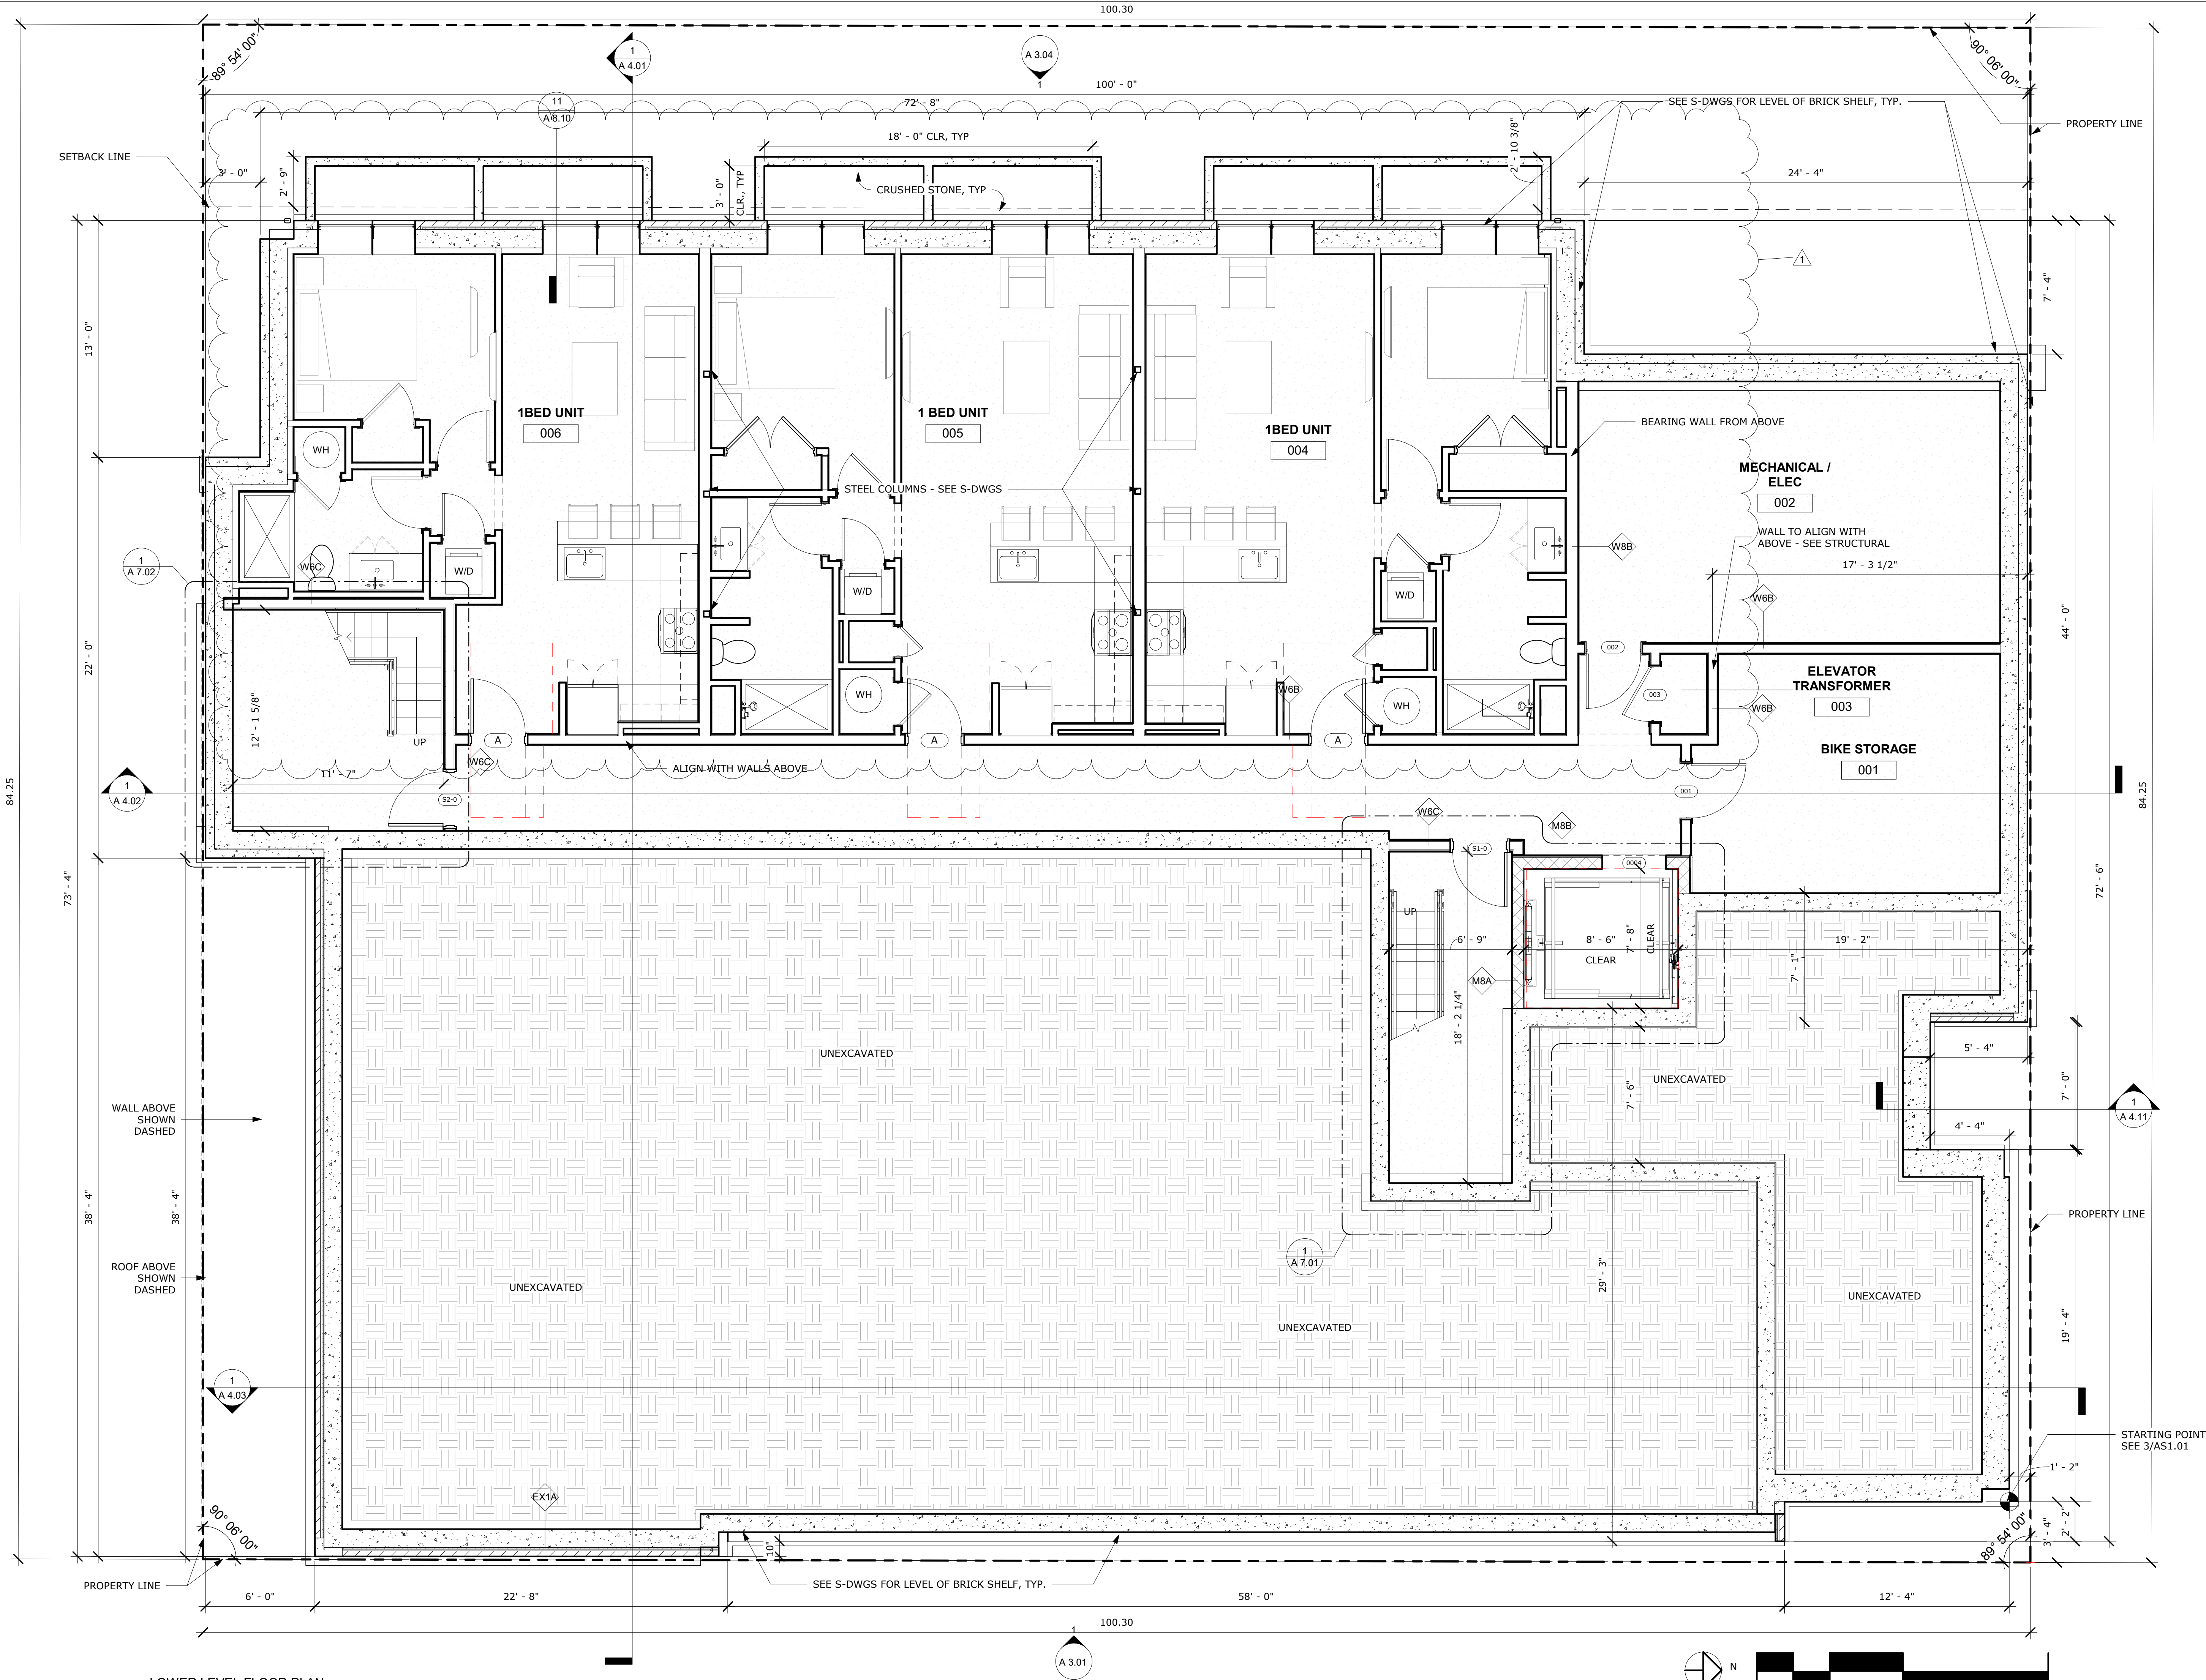 100.30
89° 54' 00"
90° 06' 00"
1
A 4.01
A 3.04
1
100' - 0"
11
A 8.10
72' - 8"
SEE S-DWGS FOR LEVEL OF BRICK SHELF, TYP.
PROPERTY LINE
SETBACK LINE
18' - 0" CLR, TYP
3' - 0"
2' - 9"
3' - 0"
CLR., TYP
CRUSHED STONE, TYP
2' - 10 3/8"
24' - 4"
1
7' - 4"
13' - 0"
1BED UNIT
006
1 BED UNIT
005
1BED UNIT
004
BEARING WALL FROM ABOVE
MECHANICAL /
ELEC
002
WH
STEEL COLUMNS - SEE S-DWGS
WALL TO ALIGN WITH
ABOVE - SEE STRUCTURAL
W8B
17' - 3 1/2"
1
A 7.02
W6C
W/D
W/D
W/D
W6B
44' - 0"
22' - 0"
002
ELEVATOR
TRANSFORMER
003
003
W6B
W6B
WH
WH
12' - 1 5/8"
UP
A
A
A
BIKE STORAGE
001
W6C
11' - 7"
ALIGN WITH WALLS ABOVE
1
A 4.02
S2-0
001
84.25
84.25
W6C
M8B
S1-0
0004
73' - 4"
72' - 6"
UP
6' - 9"
8' - 6"
CLEAR
7' - 8"
CLEAR
19' - 2"
7' - 1"
M8A
18' - 2 1/4"
UNEXCAVATED
5' - 4"
UNEXCAVATED
7' - 6"
7' - 0"
1
A 4.11
4' - 4"
WALL ABOVE
SHOWN
DASHED
38' - 4"
38' - 4"
PROPERTY LINE
1
A 7.01
ROOF ABOVE
SHOWN
DASHED
UNEXCAVATED
29' - 3"
UNEXCAVATED
UNEXCAVATED
19' - 4"
1
A 4.03
STARTING POINT
SEE 3/AS1.01
1' - 2"
EX1A
90° 06' 00"
10"
89° 54' 00"
3' - 4"
2' - 2"
PROPERTY LINE
SEE S-DWGS FOR LEVEL OF BRICK SHELF, TYP.
6' - 0"
22' - 8"
58' - 0"
12' - 4"
100.30
1
A 3.01
N
LOWER LEVEL FLOOR PLAN